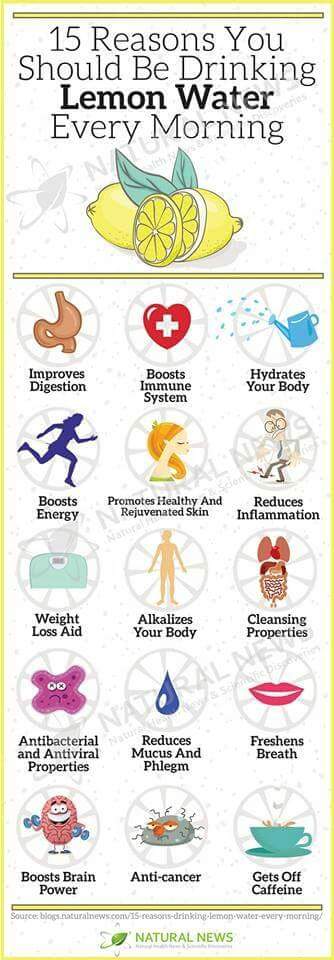 15 Reasons You
Should Be Drinking
Lemon Water
Every Morning
Improves
Digestion
Boosts
Immune
System
Hydrates
Your Body
Boosts
Energy
Promotes Healthy And
Rejuvenated Skin
Reduces
Inflammation
Weight
Loss Aid
Alkalizes
Your Body
Cleansing
Properties
Antibacterial
and Antiviral
Properties
Reduces
Mucus And
Phlegm
Freshens
Breath
Boosts Brain
Power
Anti-cancer
Gets Off
Caffeine
Source: blogs.naturalnews.com/15-reasons-drinking-lemon-water-every-morning/
NATURAL NEWS
Natural Health News & Scientific Discoveries